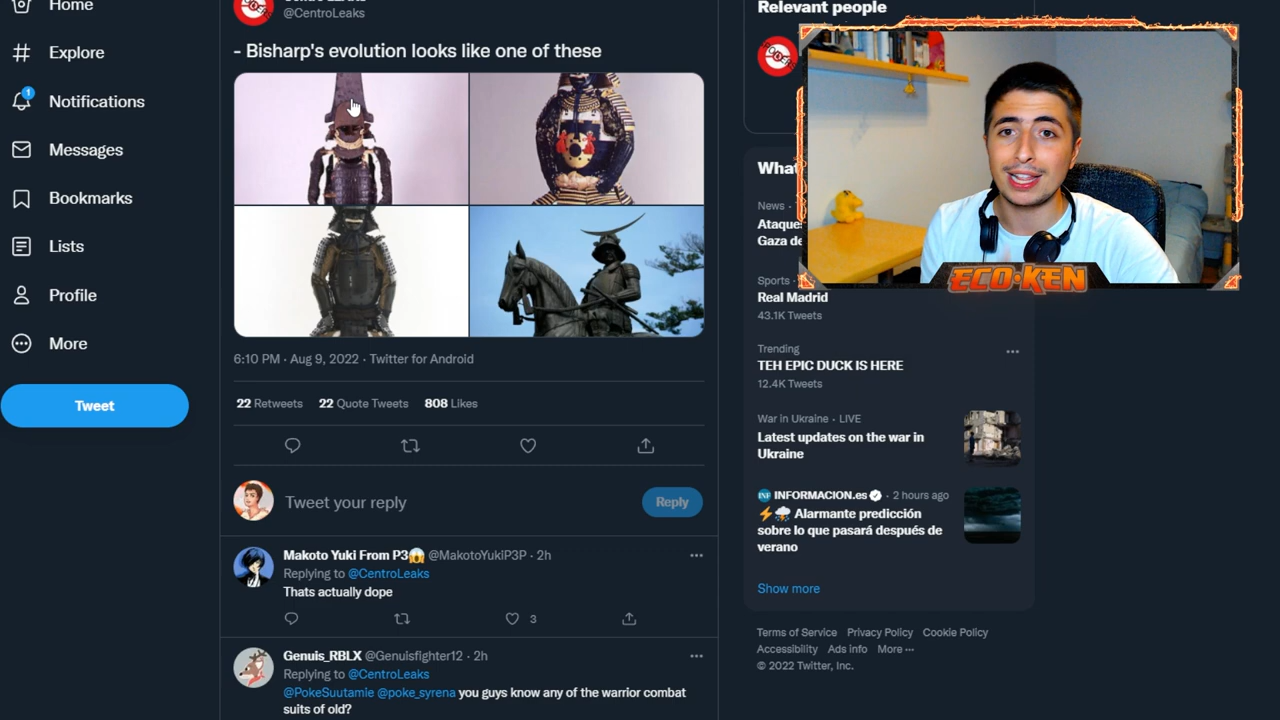 Home
@CentroLeaks
Relevant people
- Bisharp's evolution looks like one of these
Explore
1
Notifications
Messages
Bookmarks
Lists
Profile
More
Tweet
6:10 PM · Aug 9, 2022 · Twitter for Android
22 Retweets 22 Quote Tweets 808 Likes
Tweet your reply
Reply
Makoto Yuki From P3😱 @MakotoYukiP3P · 2h
Replying to @CentroLeaks
Thats actually dope
3
Genuis_RBLX @Genuisfighter12 · 2h
Replying to @CentroLeaks
@PokeSuutamie @poke_syrena you guys know any of the warrior combat
suits of old?
ECO·KEN
News ·
Gaza de
Sports ·
Real Madrid
43.1K Tweets
Trending
TEH EPIC DUCK IS HERE
12.4K Tweets
War in Ukraine · LIVE
Latest updates on the war in
Ukraine
INFORMACION.es · 2 hours ago
⚡⛈️ Alarmante predicción
sobre lo que pasará después de
verano
Show more
Terms of Service Privacy Policy Cookie Policy
Accessibility Ads info More ···
© 2022 Twitter, Inc.